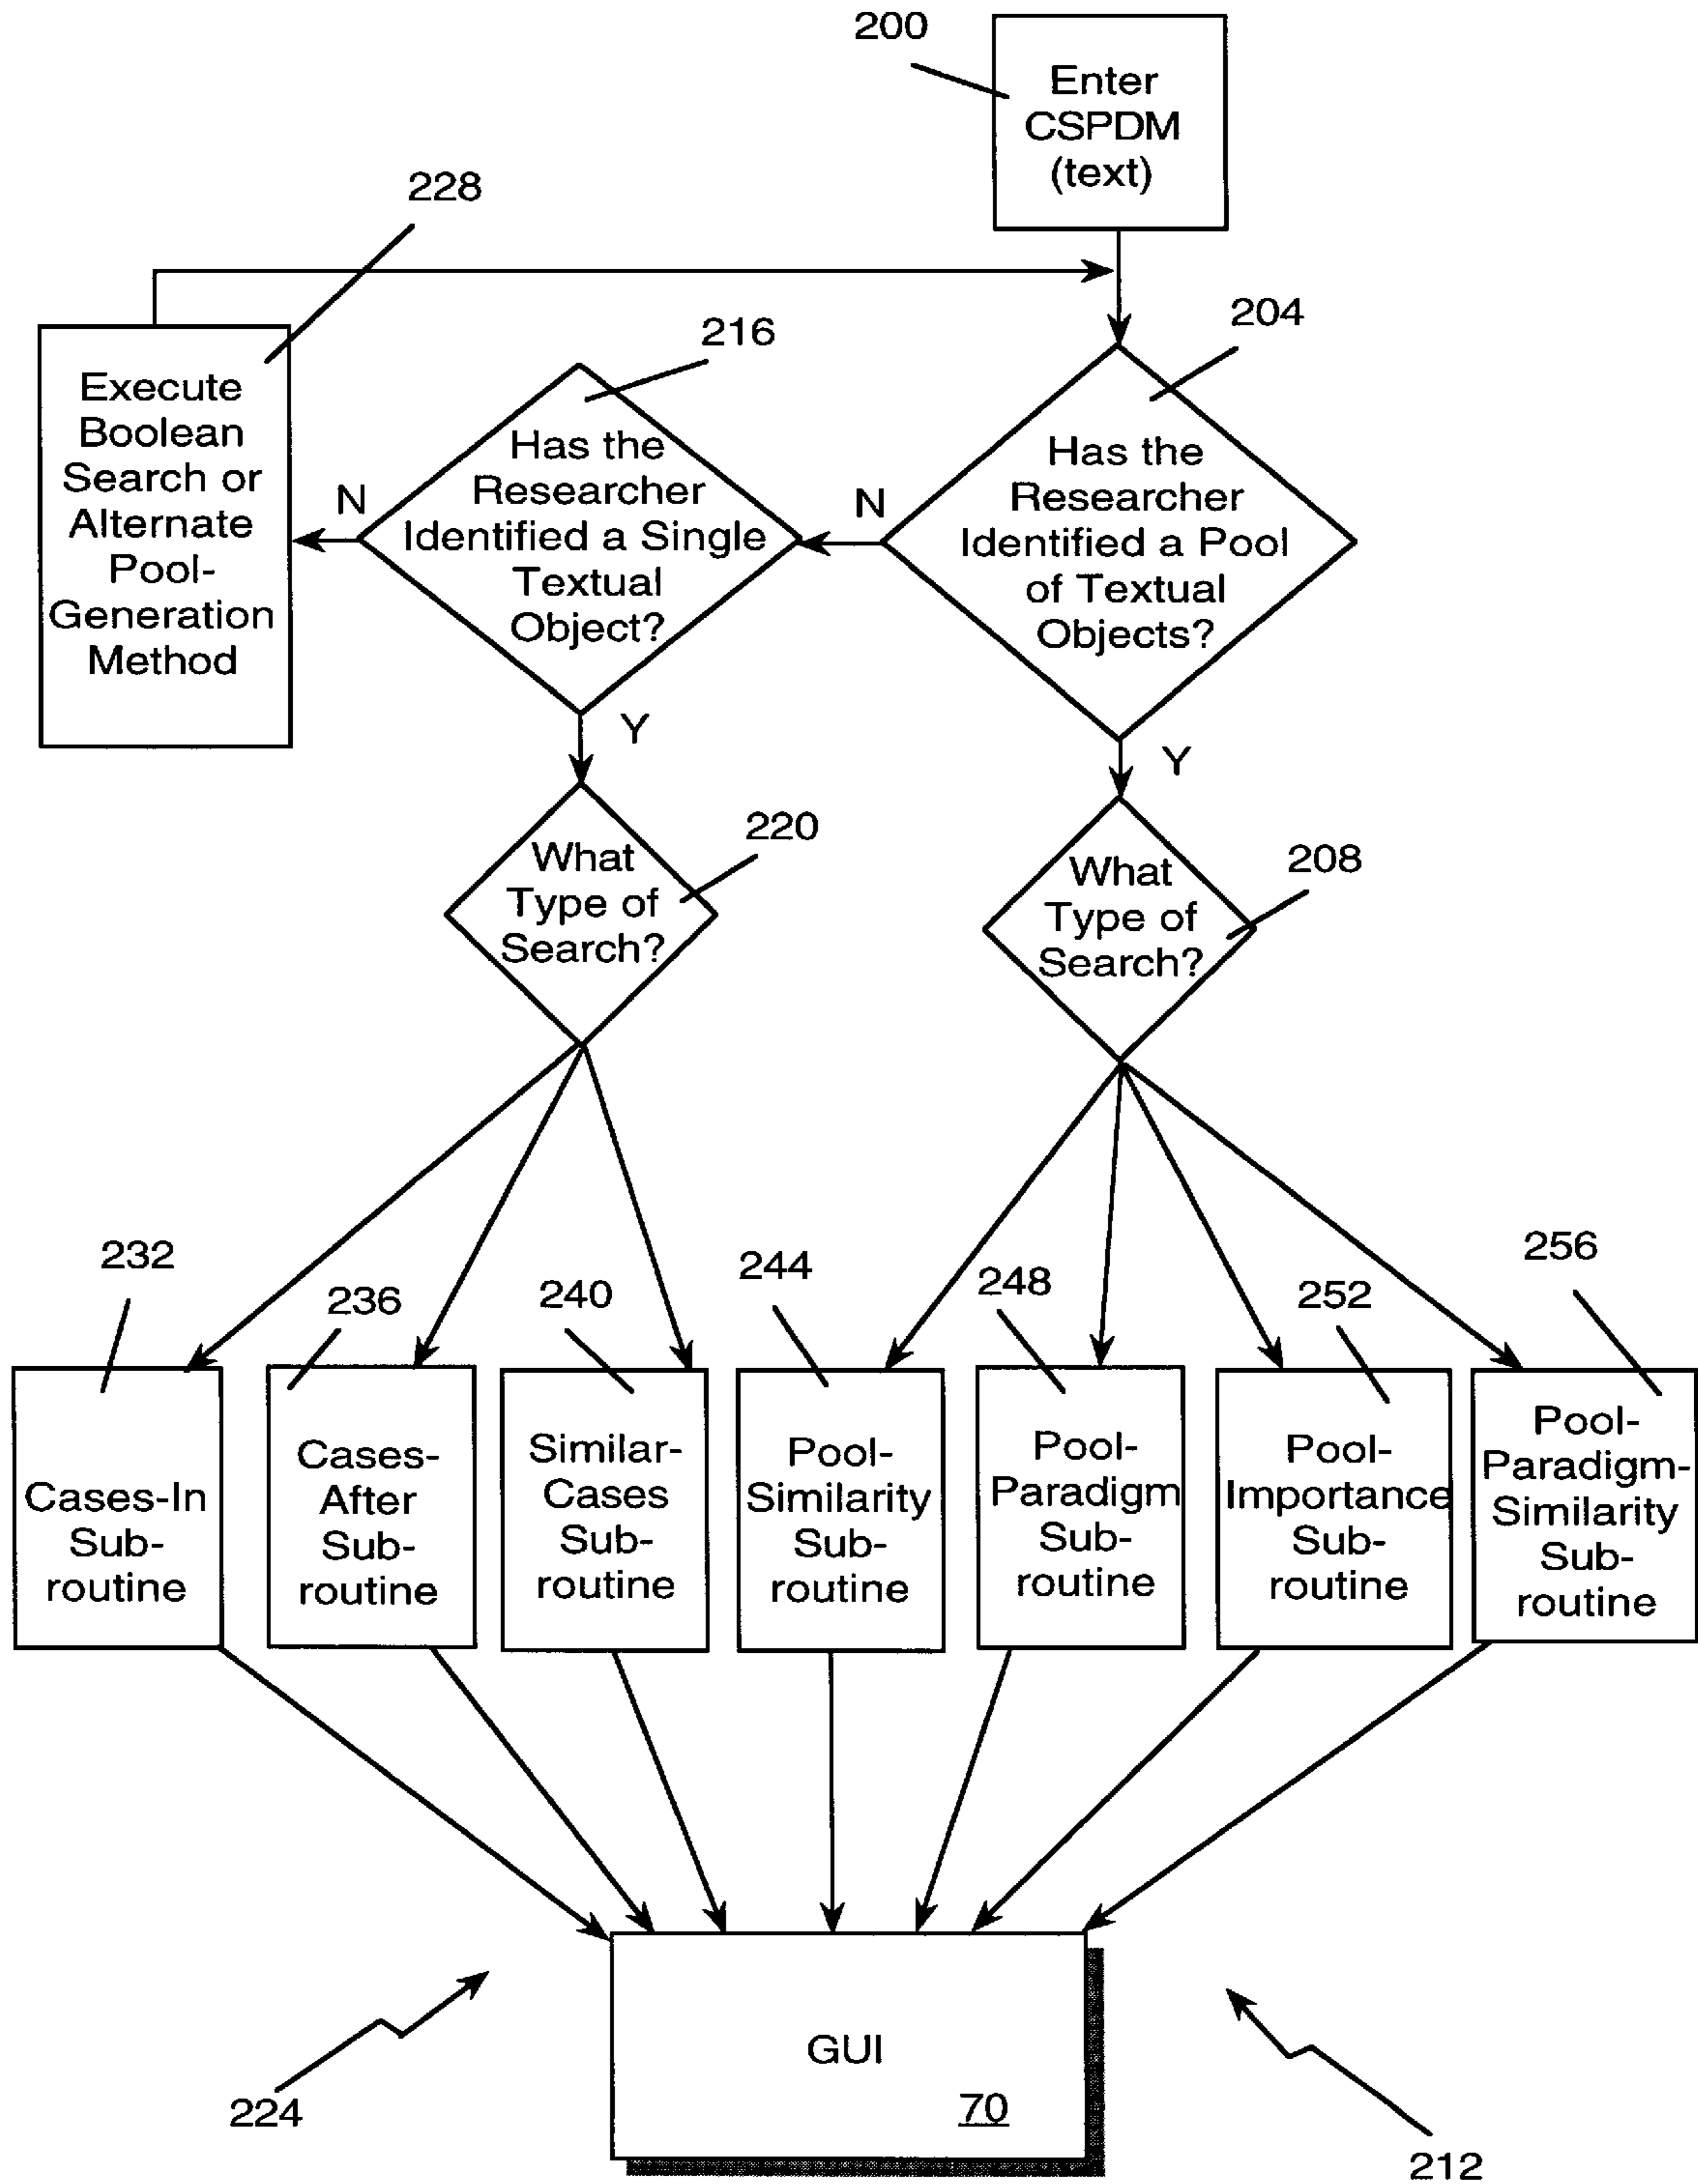 200
Enter
CSPDM
(text)
228
216
204
Execute
Boolean
Search or
Alternate
Pool-
Generation
Method
N
Has the
Researcher
Identified a Single
Textual
Object?
N
Has the
Researcher
Identified a Pool
of Textual
Objects?
Y
Y
220
What
Type of
Search?
208
What
Type of
Search?
232
236
240
244
248
252
256
Cases-In
Sub-
routine
Cases-
After
Sub-
routine
Similar-
Cases
Sub-
routine
Pool-
Similarity
Sub-
routine
Pool-
Paradigm
Sub-
routine
Pool-
Importance
Sub-
routine
Pool-
Paradigm-
Similarity
Sub-
routine
GUI
70
224
212